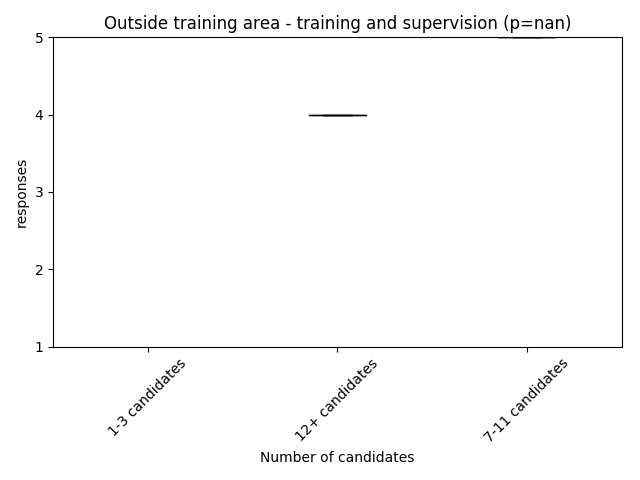 Outside training area - training and supervision (p=nan)
5
4
3
2
1
responses
1-3 candidates
12+ candidates
7-11 candidates
Number of candidates